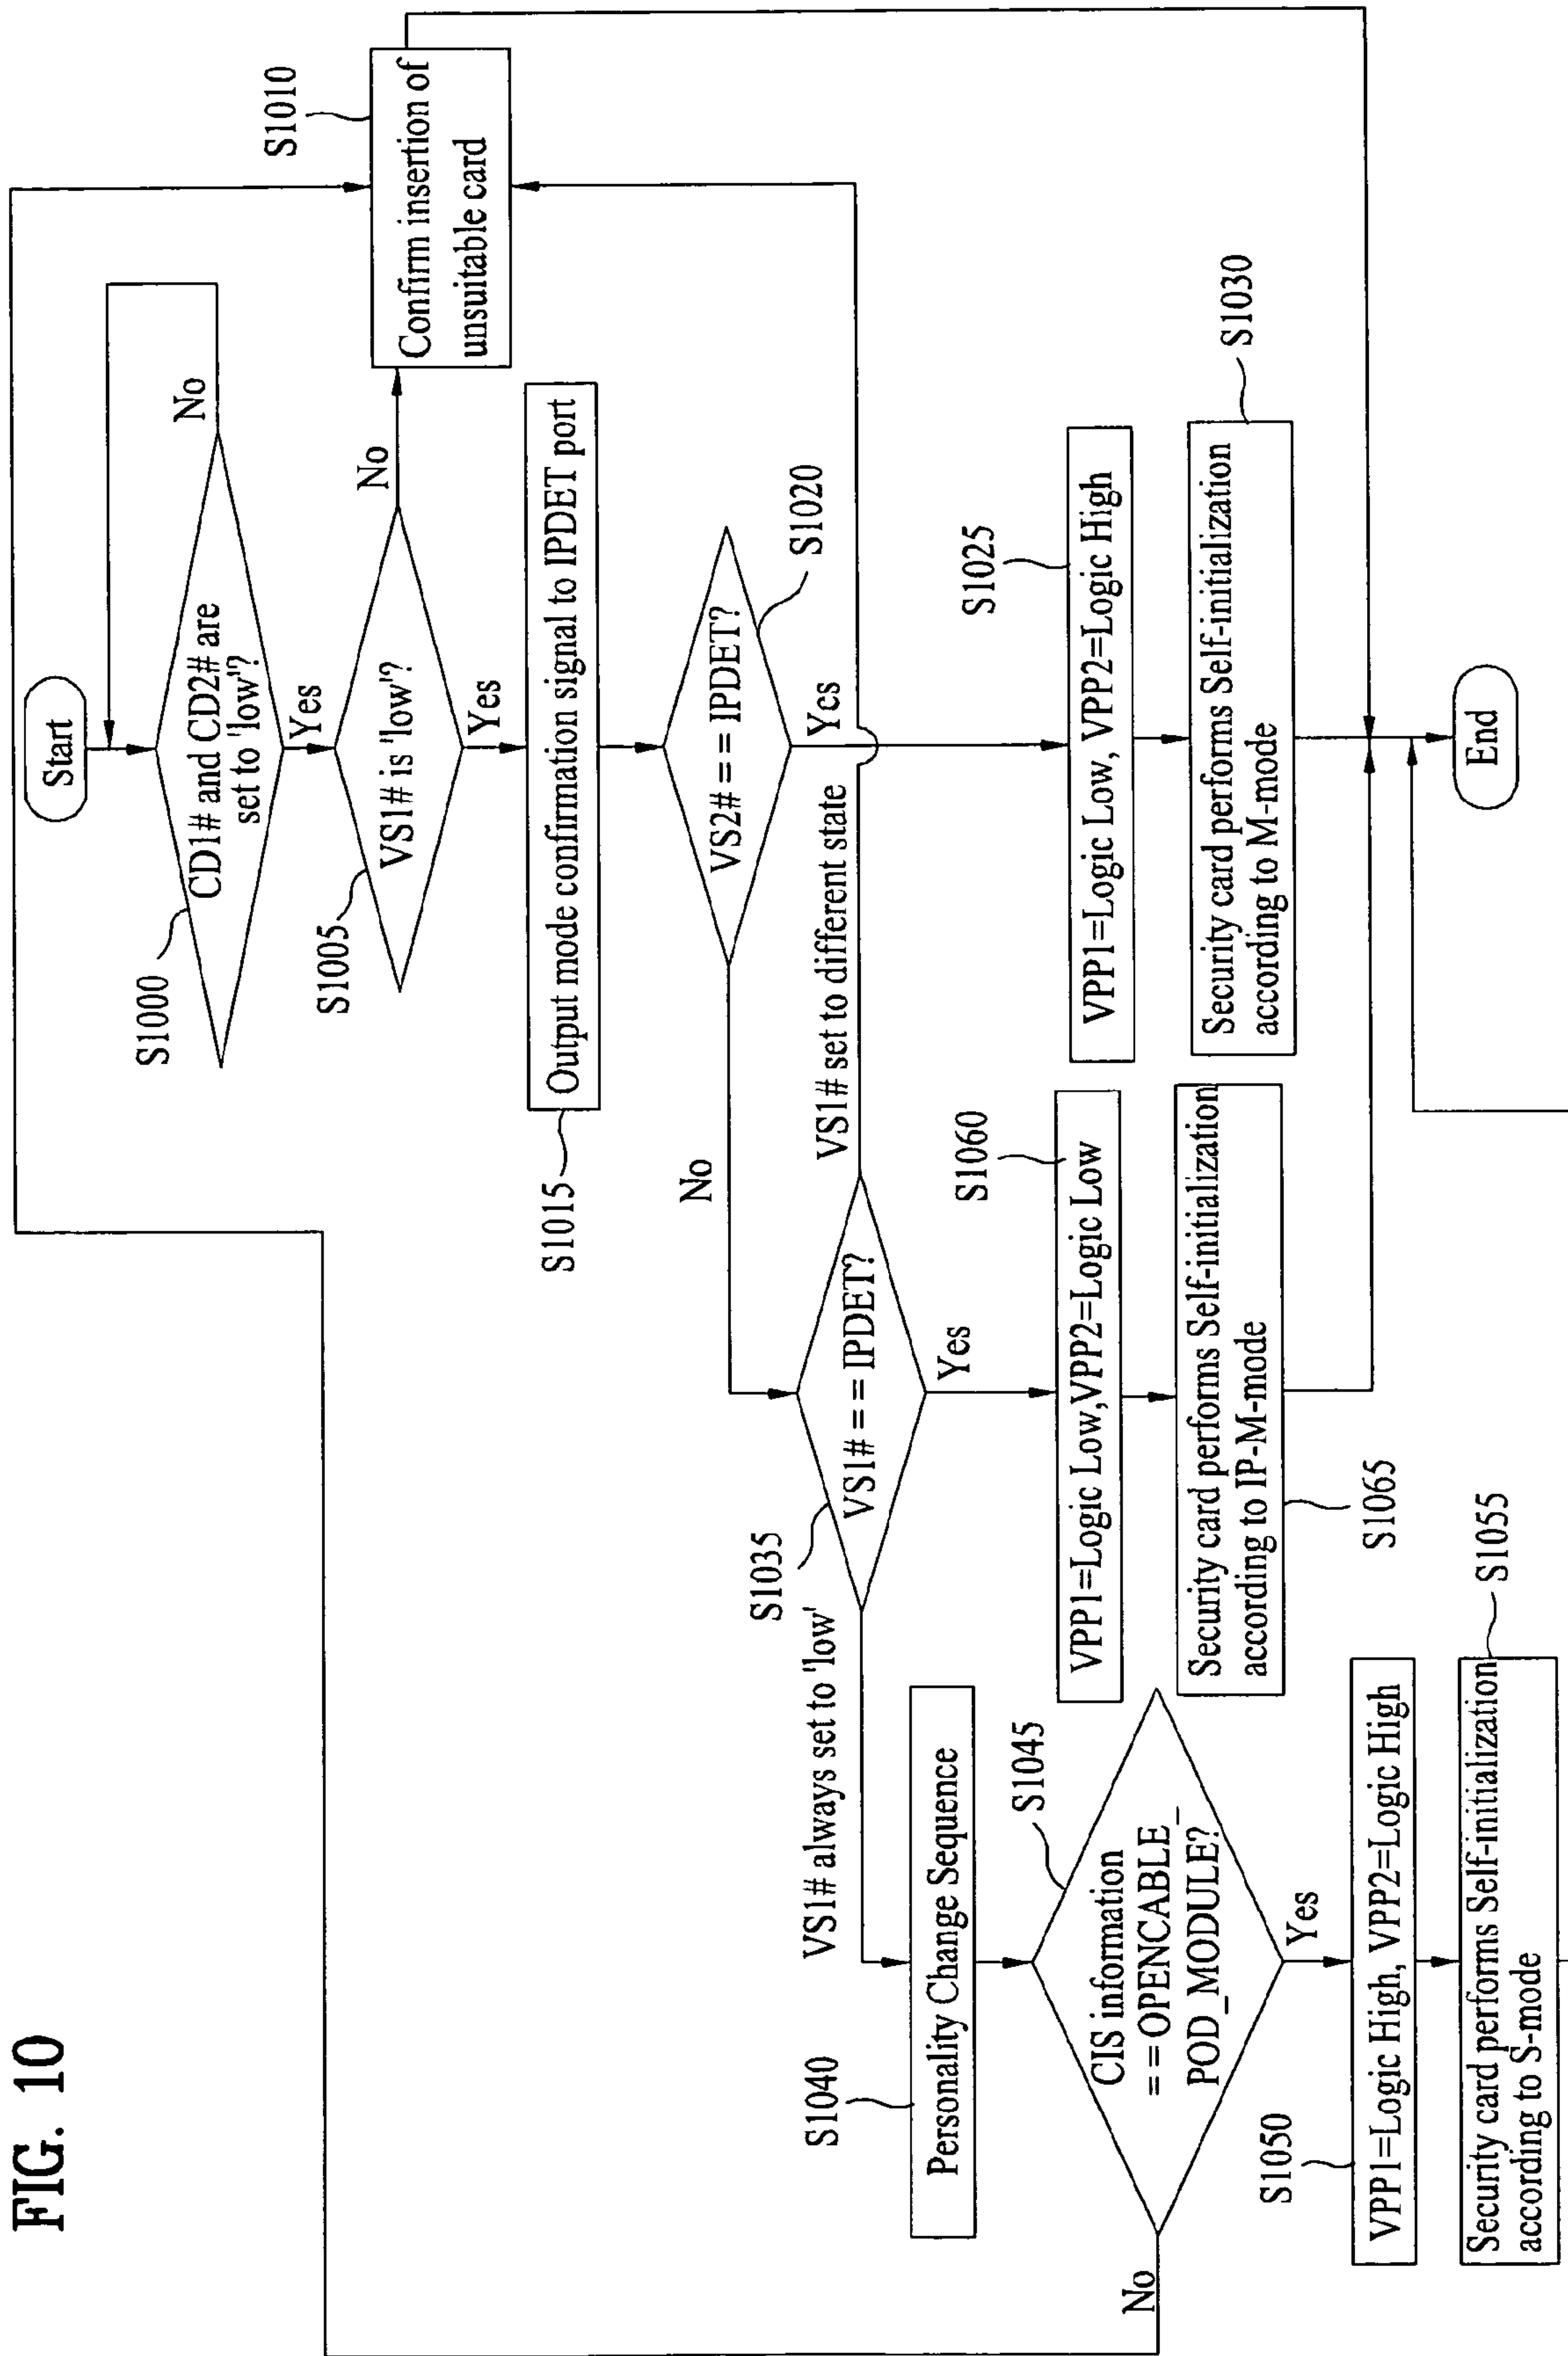 FIG. 10
Start
CD1# and CD2# are
set to 'low'?
S1000
No
Yes
VS1# is 'low'?
S1005
No
Yes
Confirm insertion of
unsuitable card
S1010
Output mode confirmation signal to IPDET port
S1015
VS2# = = IPDET?
S1020
No
Yes
VS1# = = IPDET?
S1035
VS1# always set to 'low'
VS1# set to different state
Yes
Personality Change Sequence
S1040
CIS information
= = OPENCABLE_
POD_MODULE?
S1045
No
Yes
VPP1=Logic High, VPP2=Logic High
S1050
Security card performs Self-initialization
according to S-mode
S1055
VPP1=Logic Low,VPP2=Logic Low
S1060
Security card performs Self-initialization
according to IP-M-mode
S1065
VPP1=Logic Low, VPP2=Logic High
S1025
Security card performs Self-initialization
according to M-mode
S1030
End